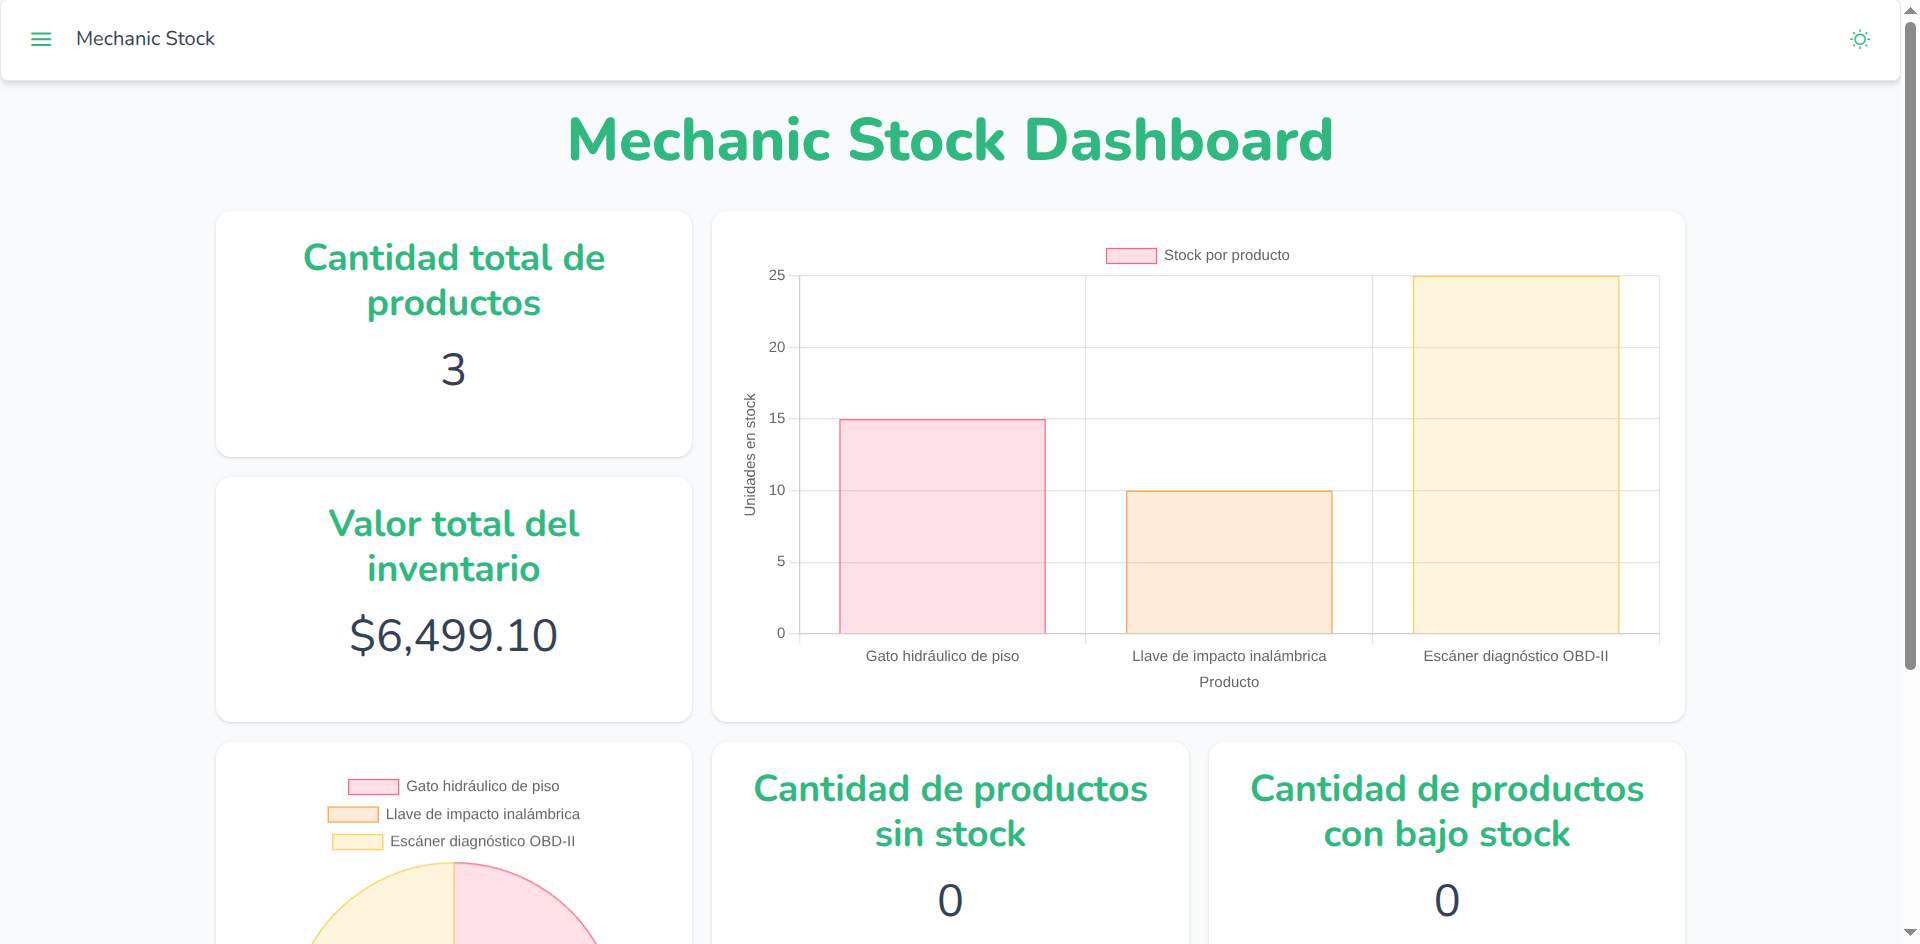 Mechanic Stock
Mechanic Stock Dashboard
Cantidad total de
productos
3
Valor total del
inventario
$6,499.10
Stock por producto
25
20
15
10
5
0
Unidades en stock
Gato hidráulico de piso
Llave de impacto inalámbrica
Escáner diagnóstico OBD-II
Producto
Gato hidráulico de piso
Llave de impacto inalámbrica
Escáner diagnóstico OBD-II
Cantidad de productos
sin stock
0
Cantidad de productos
con bajo stock
0